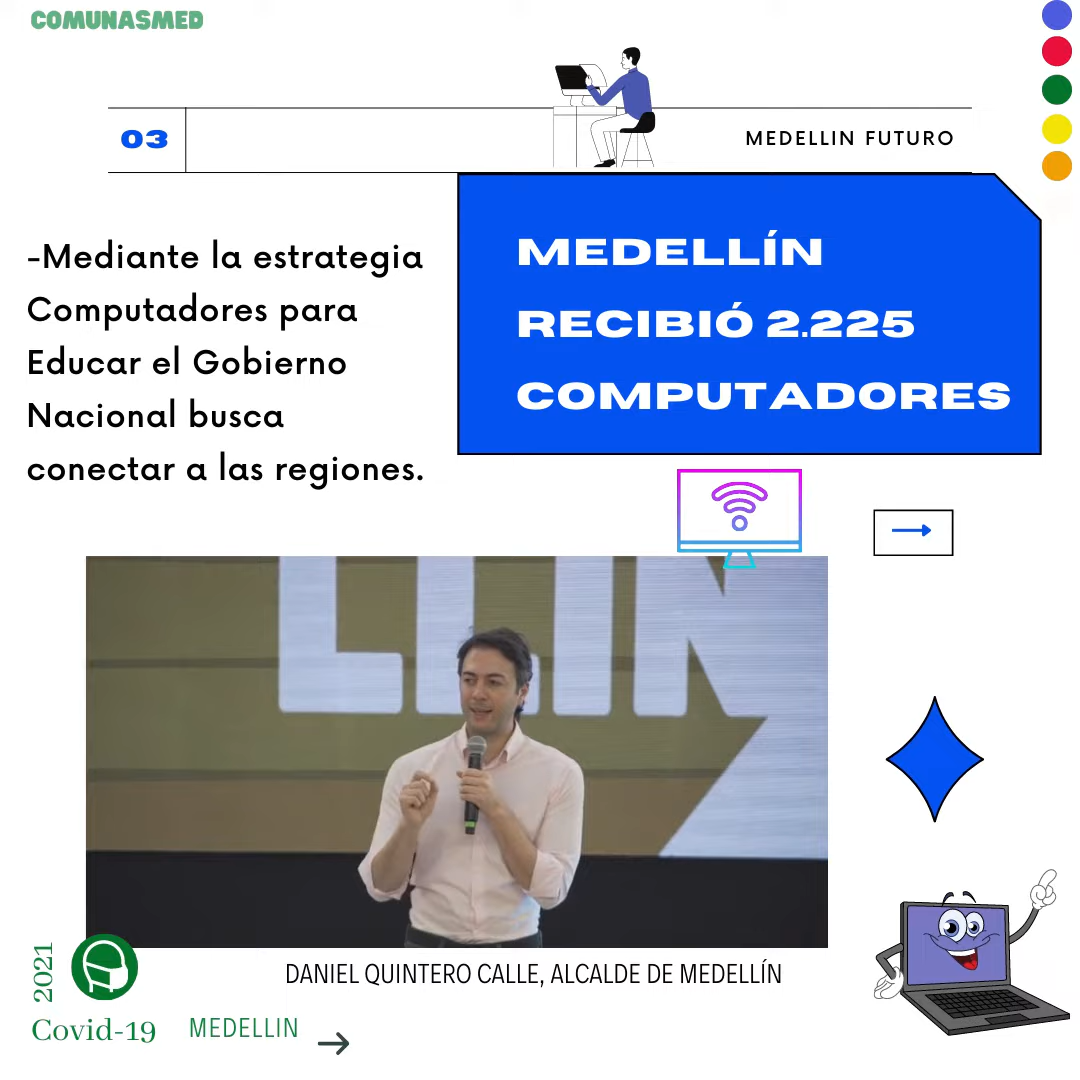 COMUNASMED
03
MEDELLIN FUTURO
-Mediante la estrategia
Computadores para
Educar el Gobierno
Nacional busca
conectar a las regiones.
MEDELLÍN
RECIBIÓ 2.225
COMPUTADORES
LLIN
DANIEL QUINTERO CALLE, ALCALDE DE MEDELLÍN
2021
Covid-19
MEDELLIN